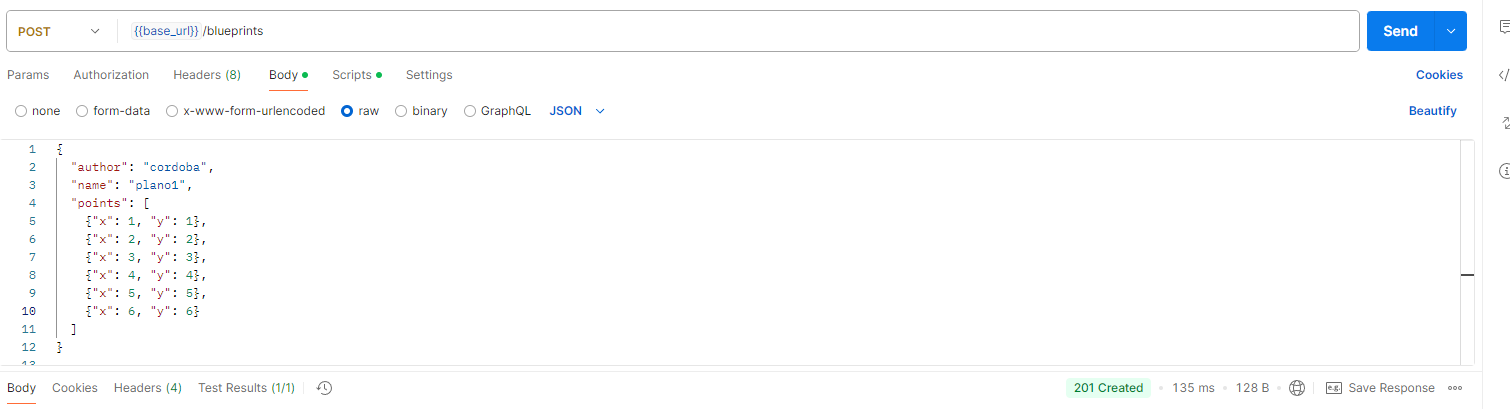 POST {{base_url}} /blueprints Send
Params Authorization Headers (8) Body Scripts Settings Cookies
none form-data x-www-form-urlencoded raw binary GraphQL JSON Beautify
1 {
2 "author": "cordoba",
3 "name": "plano1",
4 "points": [
5 {"x": 1, "y": 1},
6 {"x": 2, "y": 2},
7 {"x": 3, "y": 3},
8 {"x": 4, "y": 4},
9 {"x": 5, "y": 5},
10 {"x": 6, "y": 6}
11 ]
12 }
13
Body Cookies Headers (4) Test Results (1/1) 201 Created 135 ms 128 B e.g. Save Response